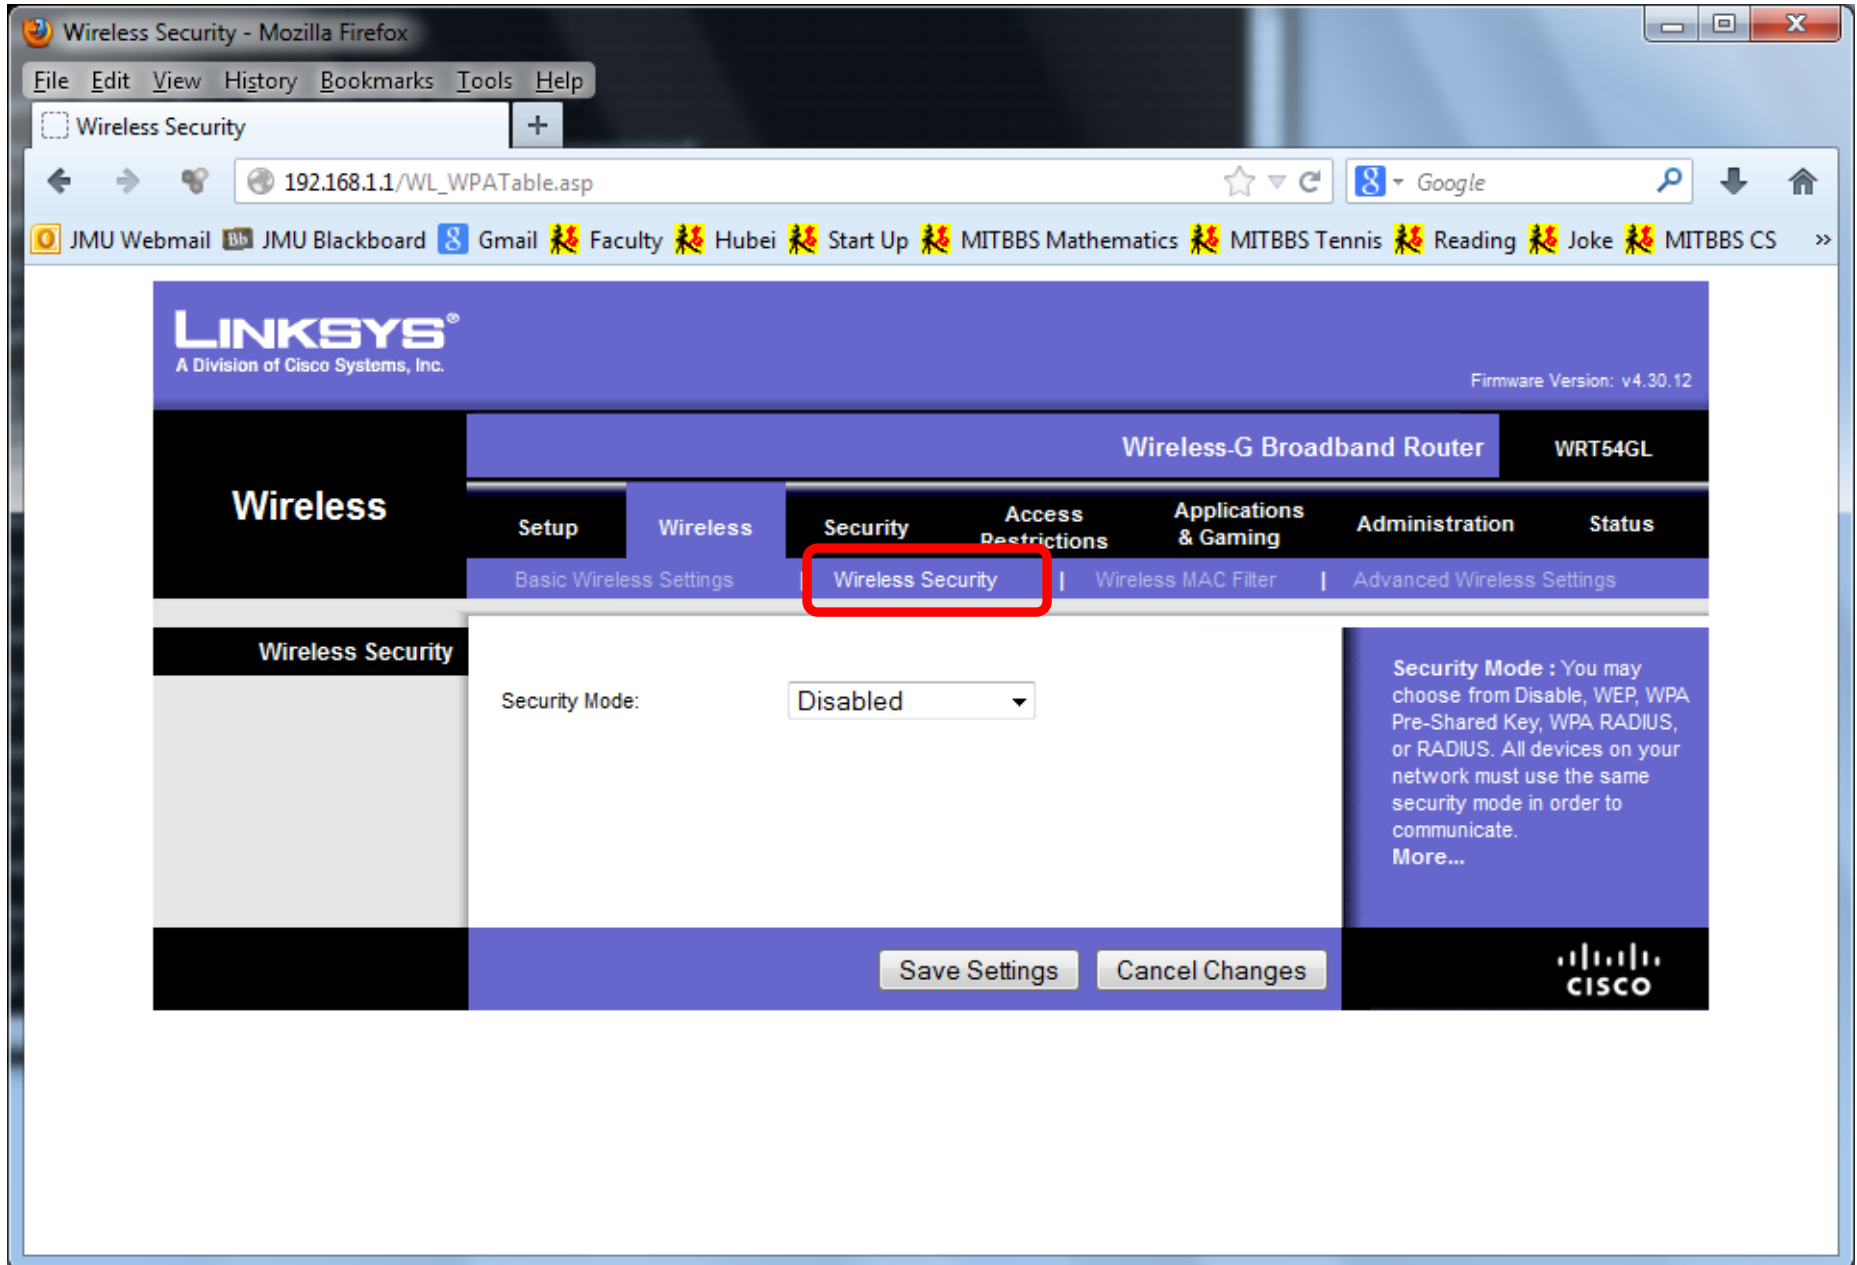 Wireless Security - Mozilla Firefox
File Edit View History Bookmarks Tools Help
Wireless Security +
192.168.1.1/WL_WPATable.asp Google
JMU Webmail Bb JMU Blackboard 8 Gmail Faculty Hubei Start Up MITBBS Mathematics MITBBS Tennis Reading Joke MITBBS CS »
LINKSYS®
A Division of Cisco Systems, Inc.
Firmware Version: v4.30.12
Wireless-G Broadband Router WRT54GL
Wireless
Setup Wireless Security Access Restrictions Applications & Gaming Administration Status
Basic Wireless Settings | Wireless Security | Wireless MAC Filter | Advanced Wireless Settings
Wireless Security
Security Mode: Disabled
Security Mode : You may
choose from Disable, WEP, WPA
Pre-Shared Key, WPA RADIUS,
or RADIUS. All devices on your
network must use the same
security mode in order to
communicate.
More...
Save Settings Cancel Changes
CISCO